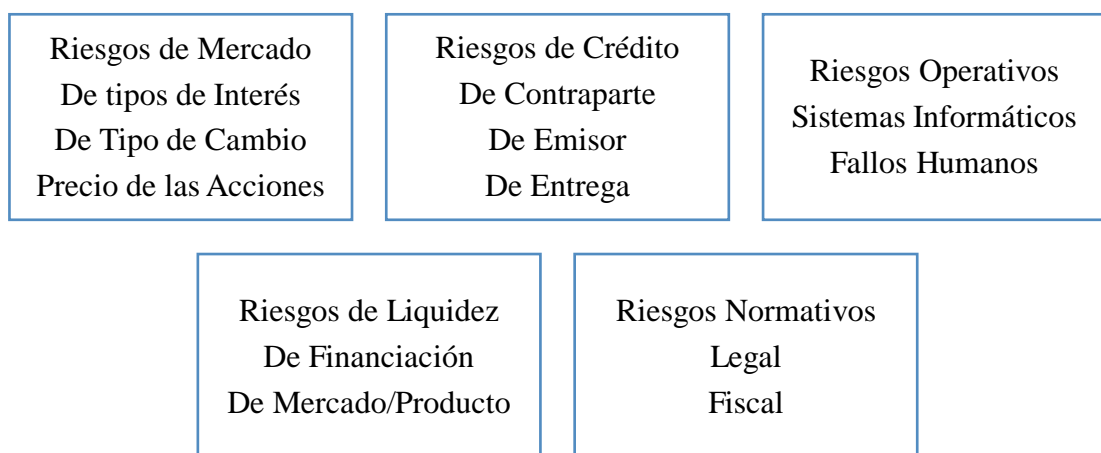 Riesgos de Mercado
De tipos de Interés
De Tipo de Cambio
Precio de las Acciones
Riesgos de Crédito
De Contraparte
De Emisor
De Entrega
Riesgos Operativos
Sistemas Informáticos
Fallos Humanos
Riesgos de Liquidez
De Financiación
De Mercado/Producto
Riesgos Normativos
Legal
Fiscal